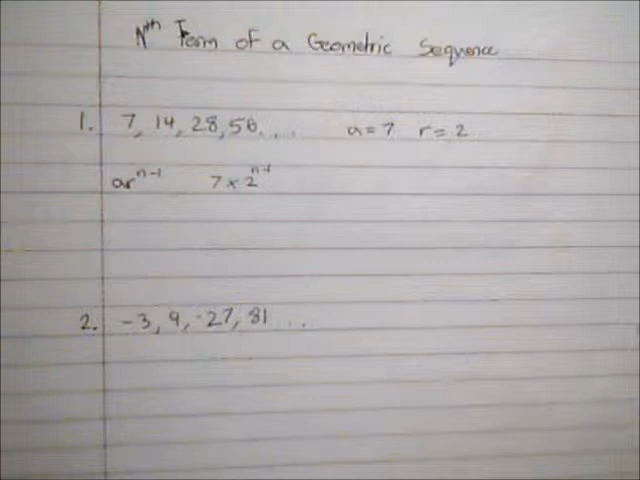 Nth Term of a Geometric Sequence
1. 7, 14, 28, 56, ... a = 7 r = 2
ar^n-1 7 × 2^n-1
2. -3, 9, -27, 81 ...